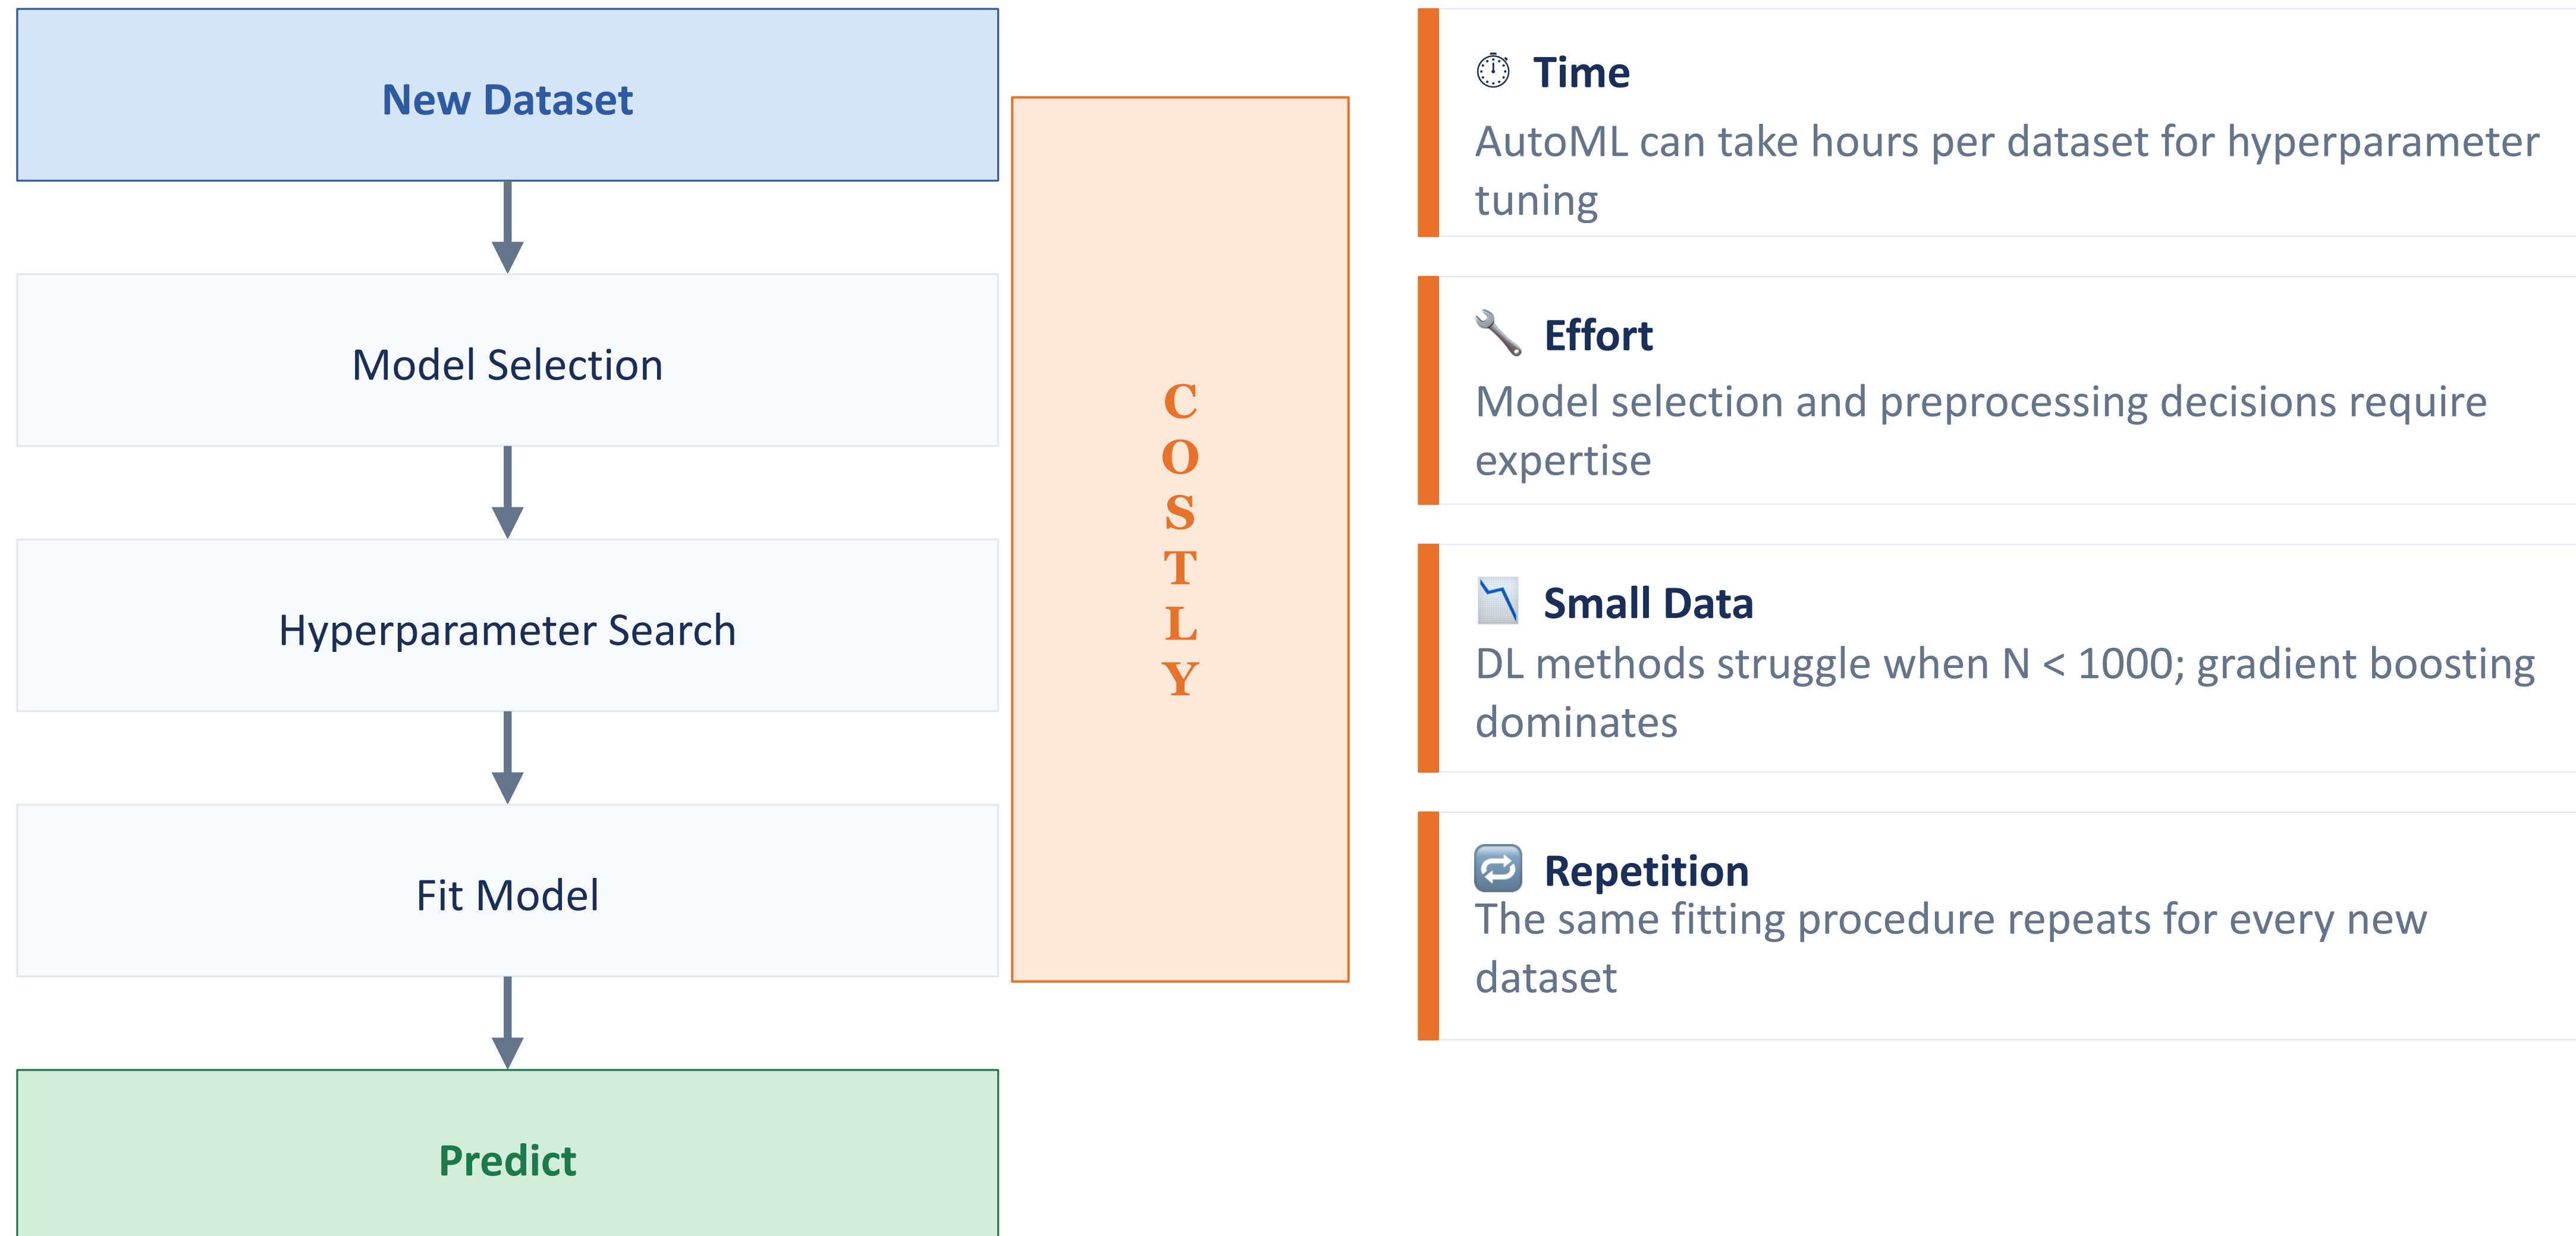 New Dataset
Model Selection
Hyperparameter Search
Fit Model
Predict
C
O
S
T
L
Y
Time
AutoML can take hours per dataset for hyperparameter
tuning
Effort
Model selection and preprocessing decisions require
expertise
Small Data
DL methods struggle when N < 1000; gradient boosting
dominates
Repetition
The same fitting procedure repeats for every new
dataset